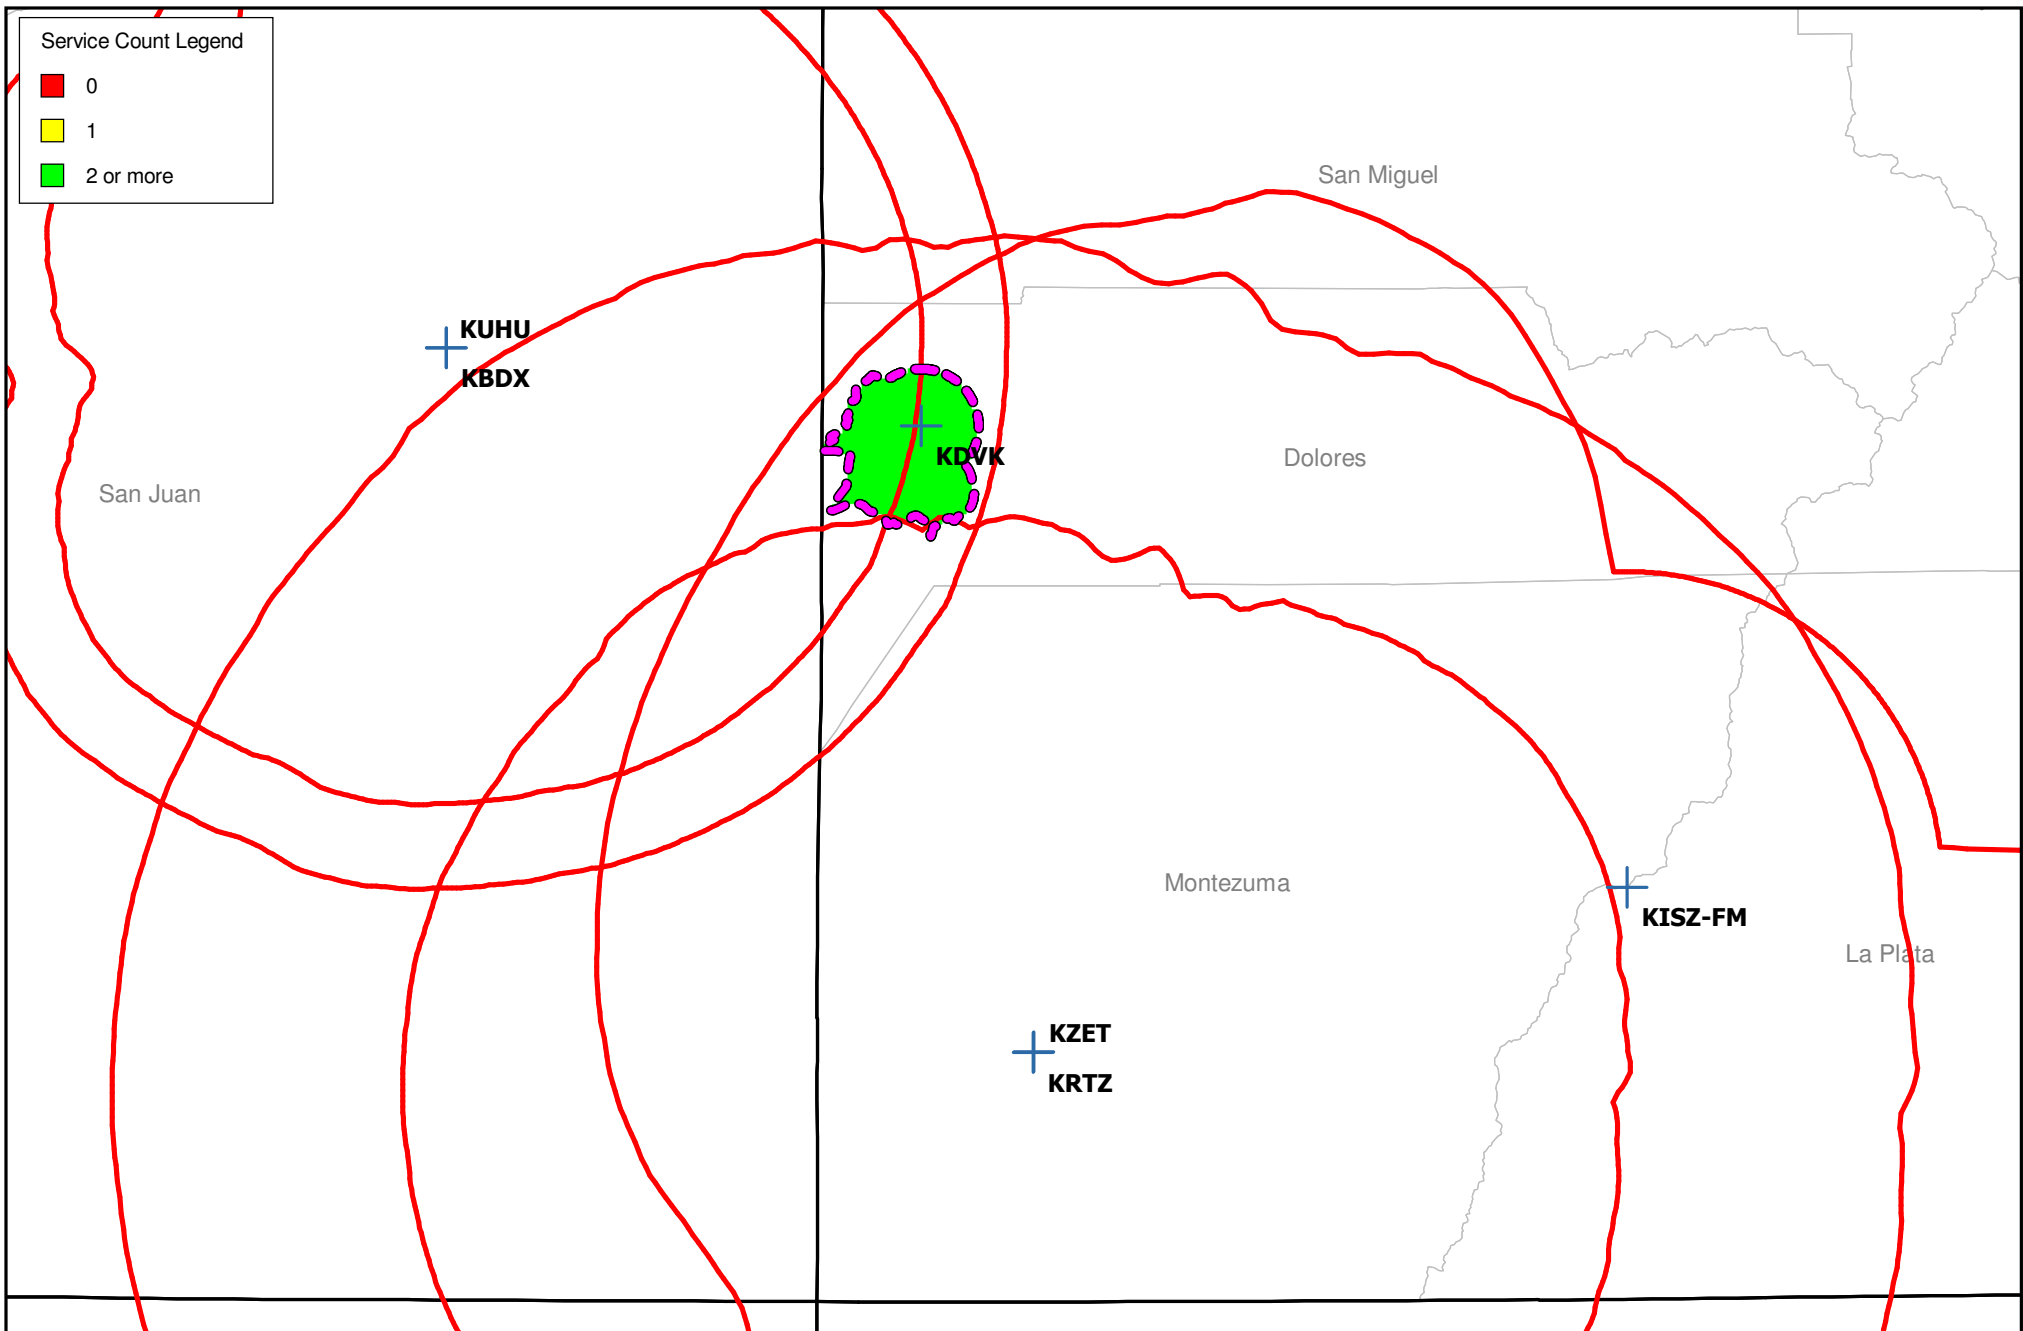 Service Count Legend
0
1
2 or more
San Miguel
KUHU
KBDX
KDVK
Dolores
San Juan
Montezuma
KISZ-FM
La Plata
KZET
KRTZ